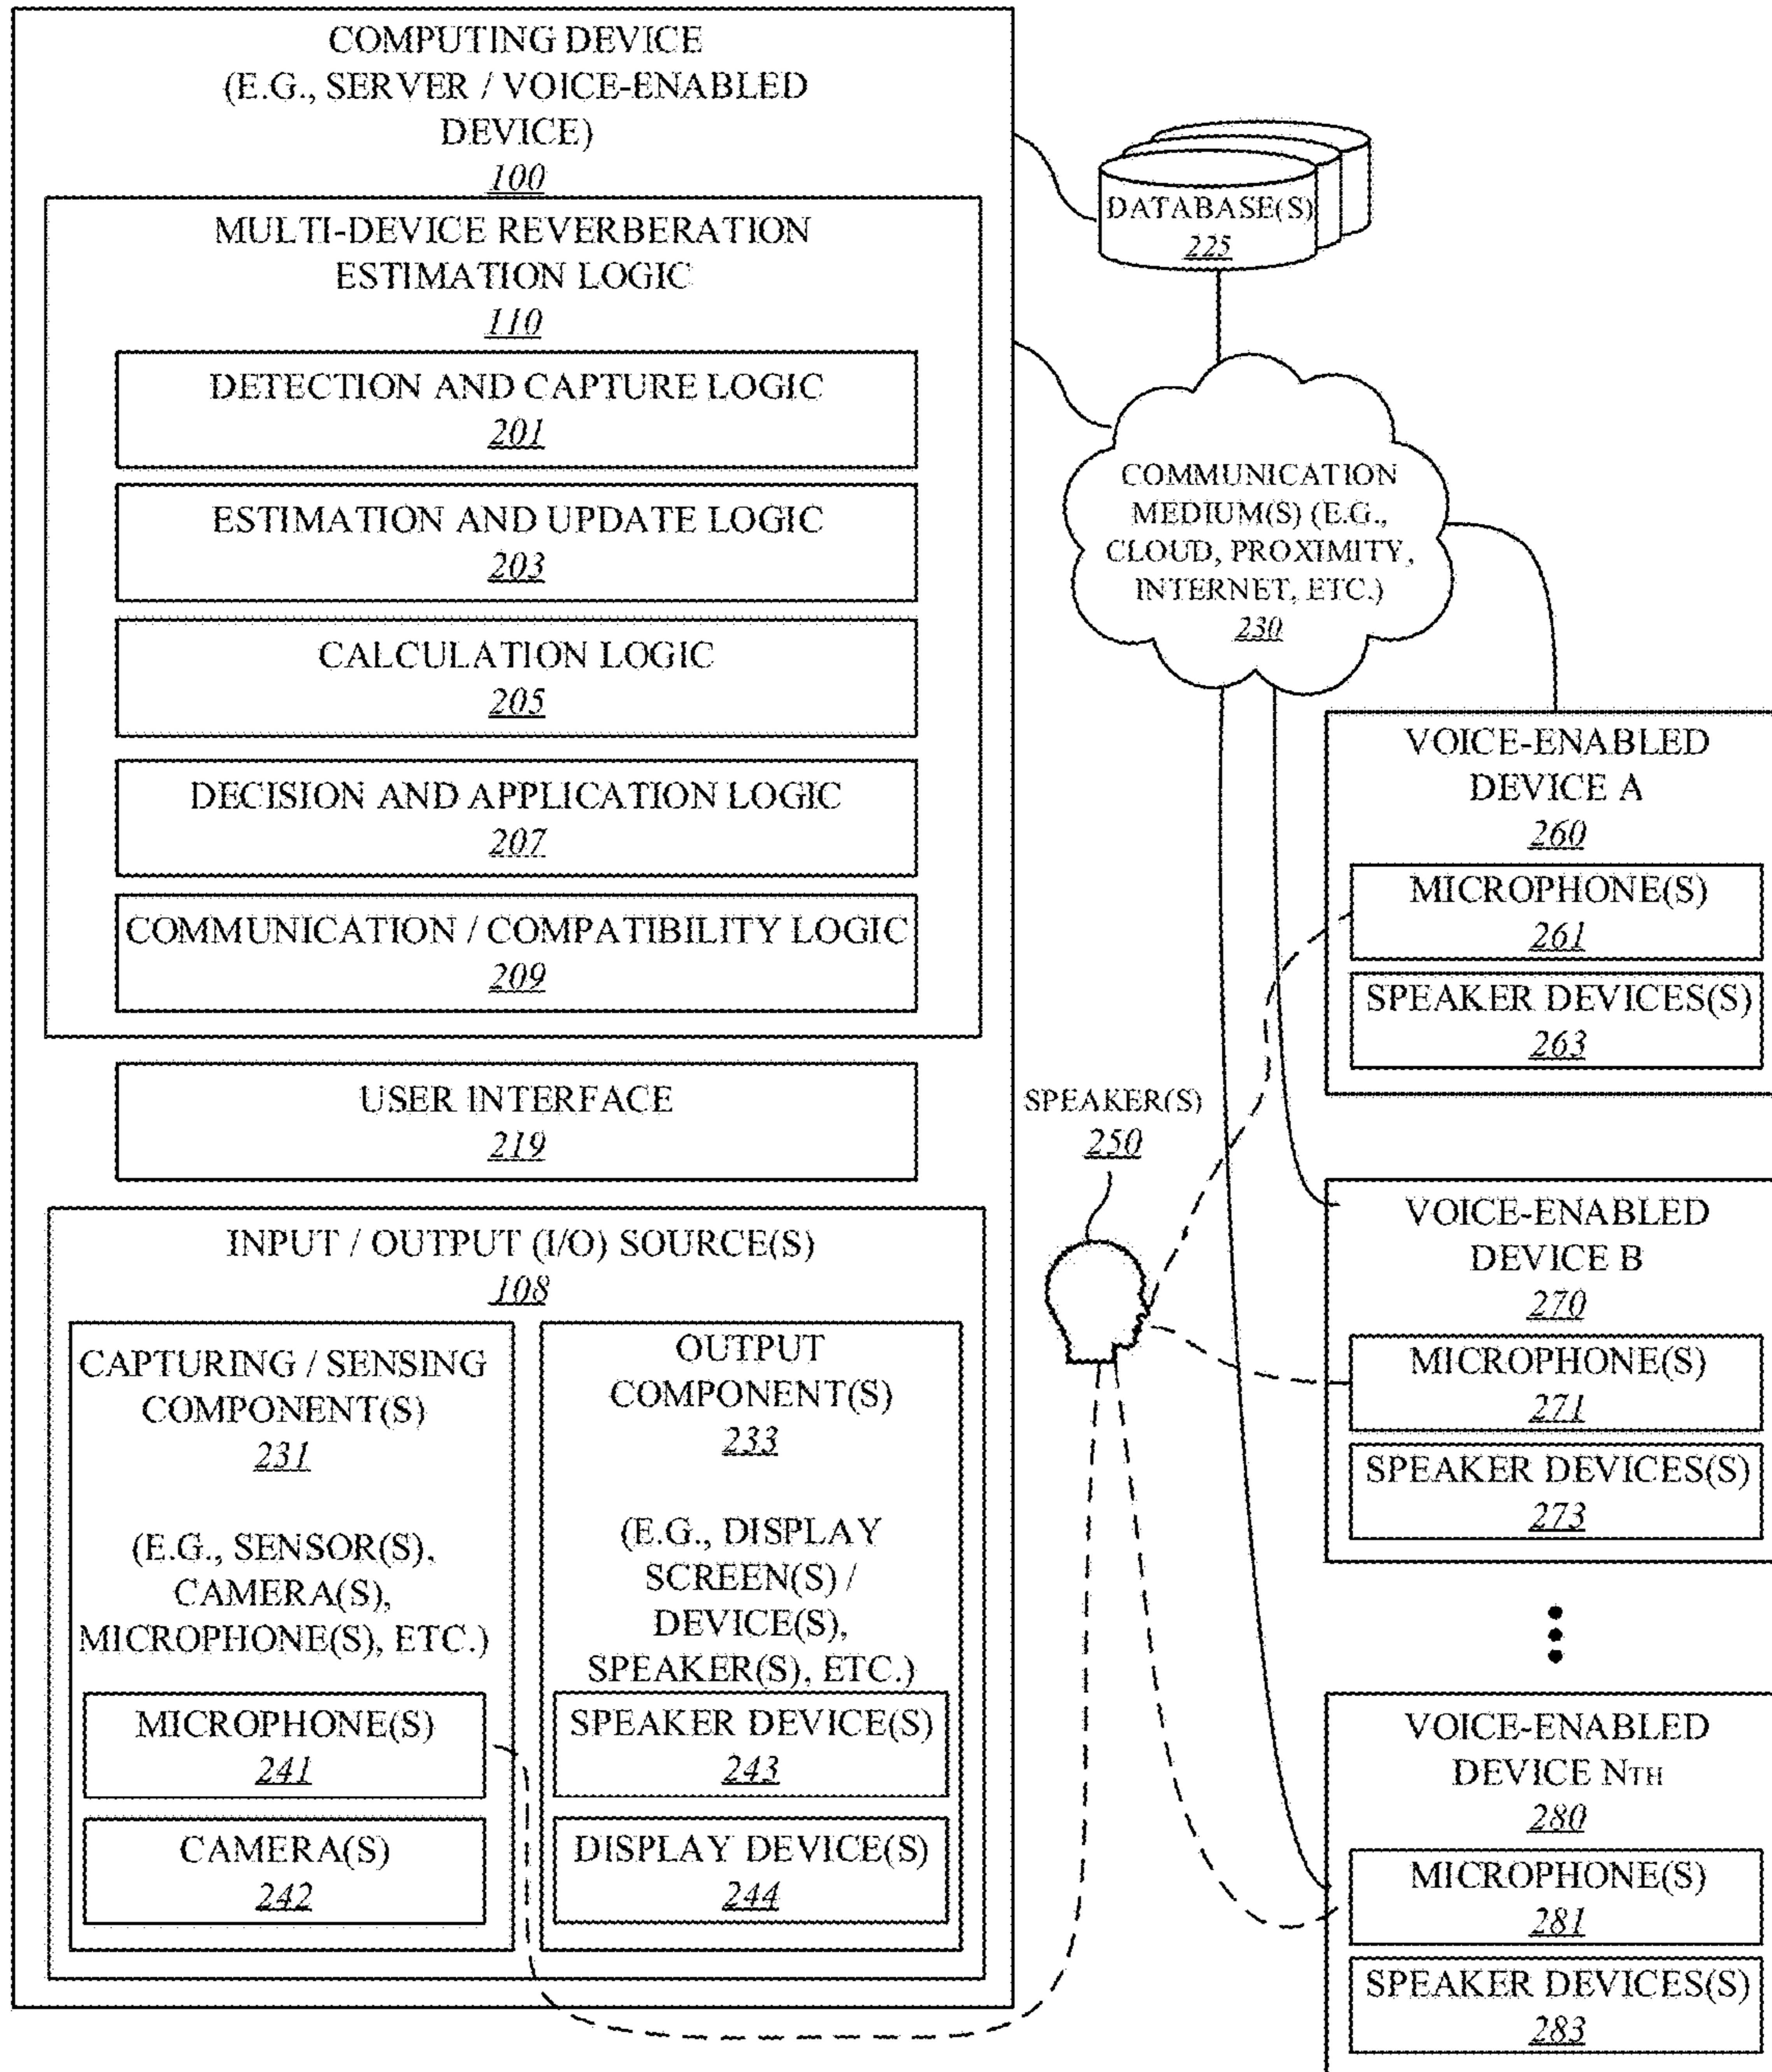 COMPUTING DEVICE
(E.G., SERVER / VOICE-ENABLED
DEVICE)
100
MULTI-DEVICE REVERBERATION
ESTIMATION LOGIC
110
DETECTION AND CAPTURE LOGIC
201
ESTIMATION AND UPDATE LOGIC
203
CALCULATION LOGIC
205
DECISION AND APPLICATION LOGIC
207
COMMUNICATION / COMPATIBILITY LOGIC
209
USER INTERFACE
219
INPUT / OUTPUT (I/O) SOURCE(S)
108
CAPTURING / SENSING
COMPONENT(S)
231
(E.G., SENSOR(S),
CAMERA(S),
MICROPHONE(S), ETC.)
MICROPHONE(S)
241
CAMERA(S)
242
OUTPUT
COMPONENT(S)
233
(E.G., DISPLAY
SCREEN(S) /
DEVICE(S),
SPEAKER(S), ETC.)
SPEAKER DEVICE(S)
243
DISPLAY DEVICE(S)
244
DATABASE(S)
225
COMMUNICATION
MEDIUM(S) (E.G.,
CLOUD, PROXIMITY,
INTERNET, ETC.)
230
SPEAKER(S)
250
VOICE-ENABLED
DEVICE A
260
MICROPHONE(S)
261
SPEAKER DEVICES(S)
263
VOICE-ENABLED
DEVICE B
270
MICROPHONE(S)
271
SPEAKER DEVICES(S)
273
VOICE-ENABLED
DEVICE NTH
280
MICROPHONE(S)
281
SPEAKER DEVICES(S)
283